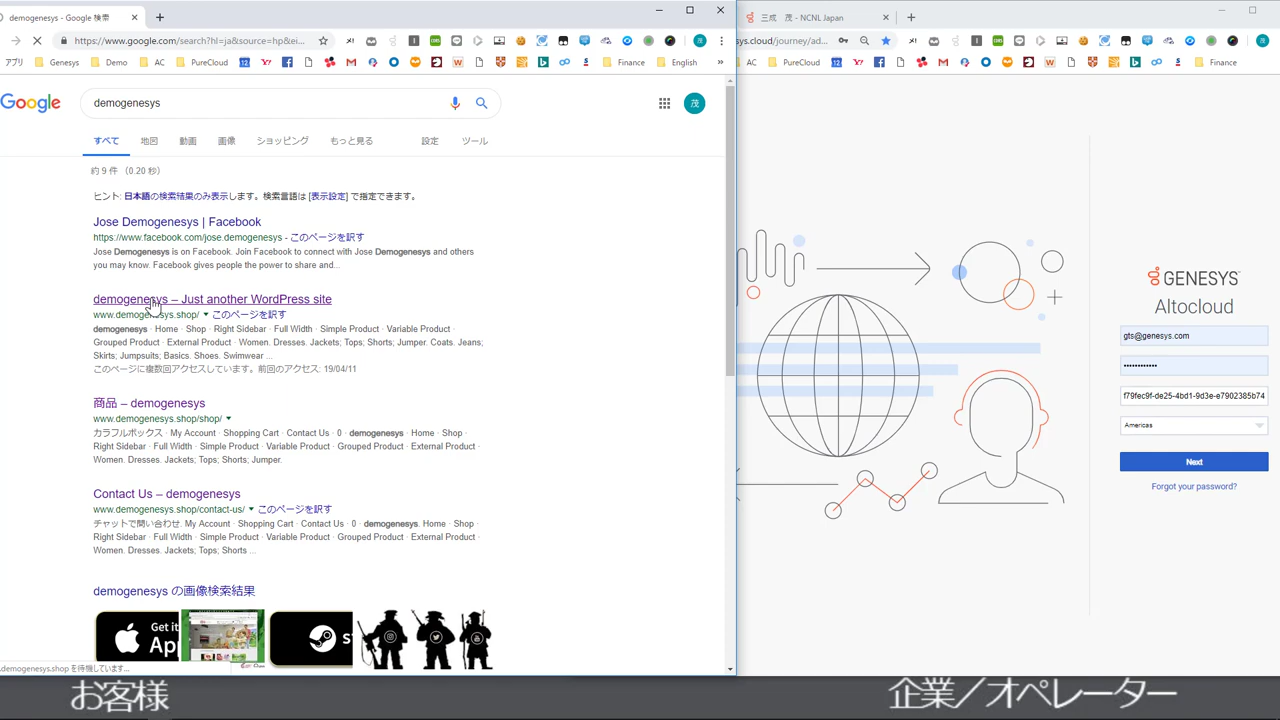 demogenesys - Google 検索
https://www.google.com/search?hl=ja&source=hp&ei...
アプリ Genesys Demo AC PureCloud Finance English
Google
demogenesys
すべて 地図 動画 画像 ショッピング もっと見る 設定 ツール
約 9 件 (0.20 秒)
ヒント: 日本語の検索結果のみ表示します。検索言語は [表示設定] で指定できます。
Jose Demogenesys | Facebook
https://www.facebook.com/jose.demogenesys - このページを訳す
Jose Demogenesys is on Facebook. Join Facebook to connect with Jose Demogenesys and others
you may know. Facebook gives people the power to share and...
demogenesys – Just another WordPress site
www.demogenesys.shop/ このページを訳す
demogenesys · Home · Shop · Right Sidebar · Full Width · Simple Product · Variable Product ·
Grouped Product · External Product · Women. Dresses. Jackets; Tops; Shorts; Jumper. Coats. Jeans;
Skirts; Jumpsuits; Basics. Shoes. Swimwear ...
このページに複数回アクセスしています。前回のアクセス: 19/04/11
商品 – demogenesys
www.demogenesys.shop/shop/
カラフルボックス · My Account · Shopping Cart · Contact Us · 0 · demogenesys · Home · Shop ·
Right Sidebar · Full Width · Simple Product · Variable Product · Grouped Product · External Product ·
Women. Dresses. Jackets; Tops; Shorts; Jumper.
Contact Us – demogenesys
www.demogenesys.shop/contact-us/ このページを訳す
チャットで問い合わせ. My Account · Shopping Cart · Contact Us · 0 · demogenesys. Home · Shop ·
Right Sidebar · Full Width · Simple Product · Variable Product · Grouped Product · External Product ·
Women. Dresses. Jackets; Tops; Shorts ...
demogenesys の画像検索結果
Get it
App
.demogenesys.shop を待機しています...
三成 茂 - NCNL Japan
sys.cloud/journey/ad...
AC PureCloud Finance
GENESYS
Altocloud
gts@genesys.com
f79fec9f-de25-4bd1-9d3e-e7902385b74
Americas
Next
Forgot your password?
お客様
企業／オペレーター